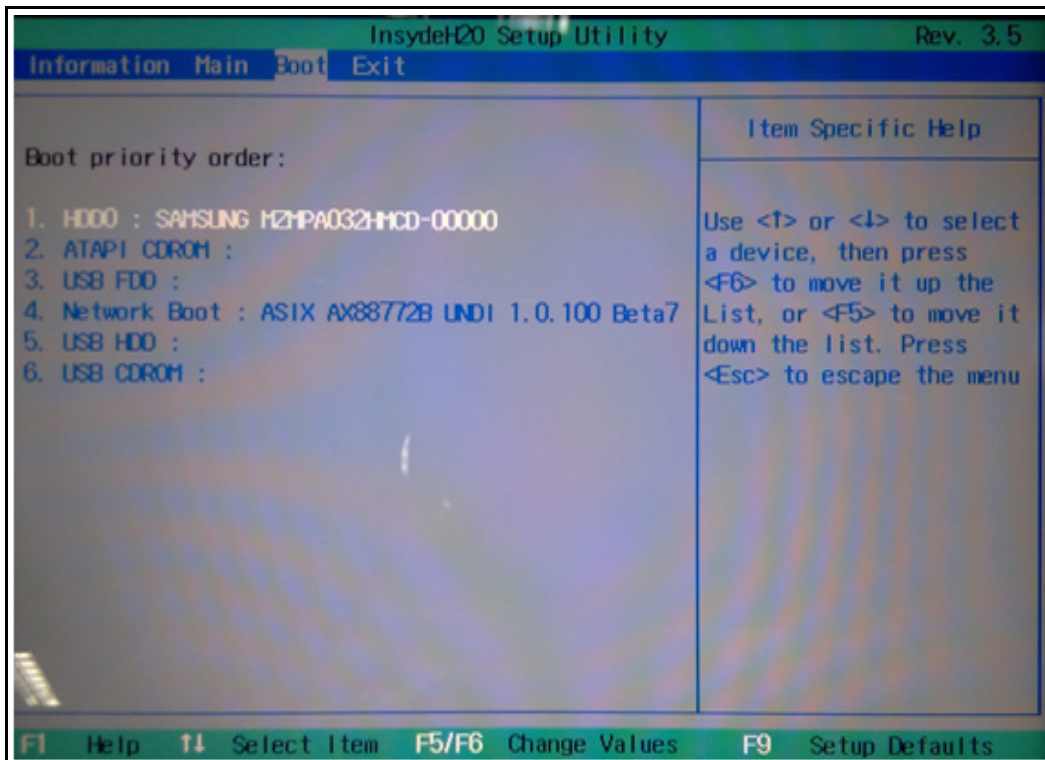 InsydeH20 Setup Utility Rev. 3.5
Information Main Boot Exit
Boot priority order:
1. HDD0 : SAMSUNG MZMPA032HMCD-00000
2. ATAPI CDROM :
3. USB FDD :
4. Network Boot : ASIX AX88772B UNDI 1.0.100 Beta7
5. USB HDD :
6. USB CDROM :
Item Specific Help
Use <↑> or <↓> to select
a device, then press
<F6> to move it up the
List, or <F5> to move it
down the list. Press
<Esc> to escape the menu
F1 Help ↑↓ Select Item F5/F6 Change Values F9 Setup Defaults